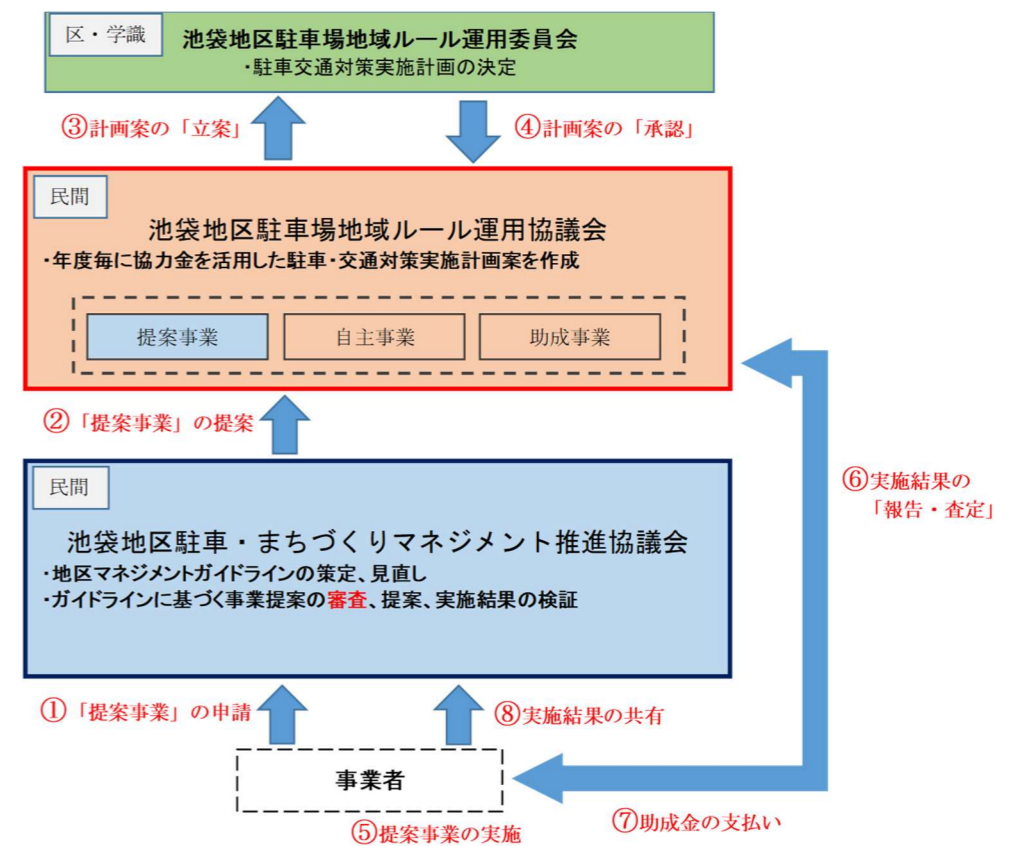 区・学識
池袋地区駐車場地域ルール運用委員会
・駐車交通対策実施計画の決定
③計画案の「立案」
④計画案の「承認」
民間
池袋地区駐車場地域ルール運用協議会
・年度毎に協力金を活用した駐車・交通対策実施計画案を作成
提案事業
自主事業
助成事業
②「提案事業」の提案
民間
池袋地区駐車・まちづくりマネジメント推進協議会
・地区マネジメントガイドラインの策定、見直し
・ガイドラインに基づく事業提案の審査、提案、実施結果の検証
⑥実施結果の
「報告・査定」
①「提案事業」の申請
⑧実施結果の共有
事業者
⑤提案事業の実施
⑦助成金の支払い